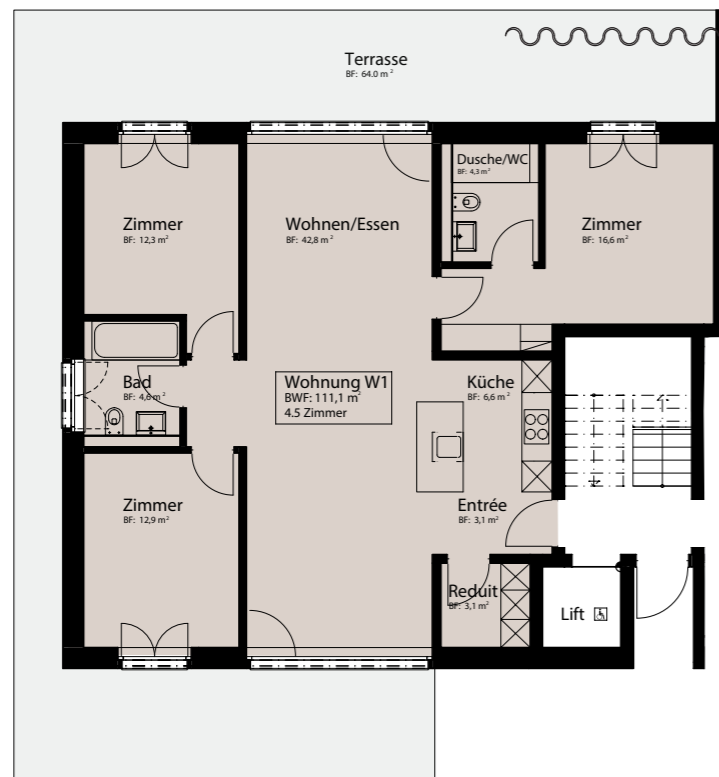 Terrasse
BF: 64.0 m²
Dusche/WC
BF: 4,3 m²
Zimmer
BF: 12,3 m²
Wohnen/Essen
BF: 42,8 m²
Zimmer
BF: 16,6 m²
Bad
BF: 4,6 m²
Wohnung W1
BWF: 111,1 m²
4.5 Zimmer
Küche
BF: 6,6 m²
Zimmer
BF: 12,9 m²
Entrée
BF: 3,1 m²
Reduit
BF: 3,1 m²
Lift